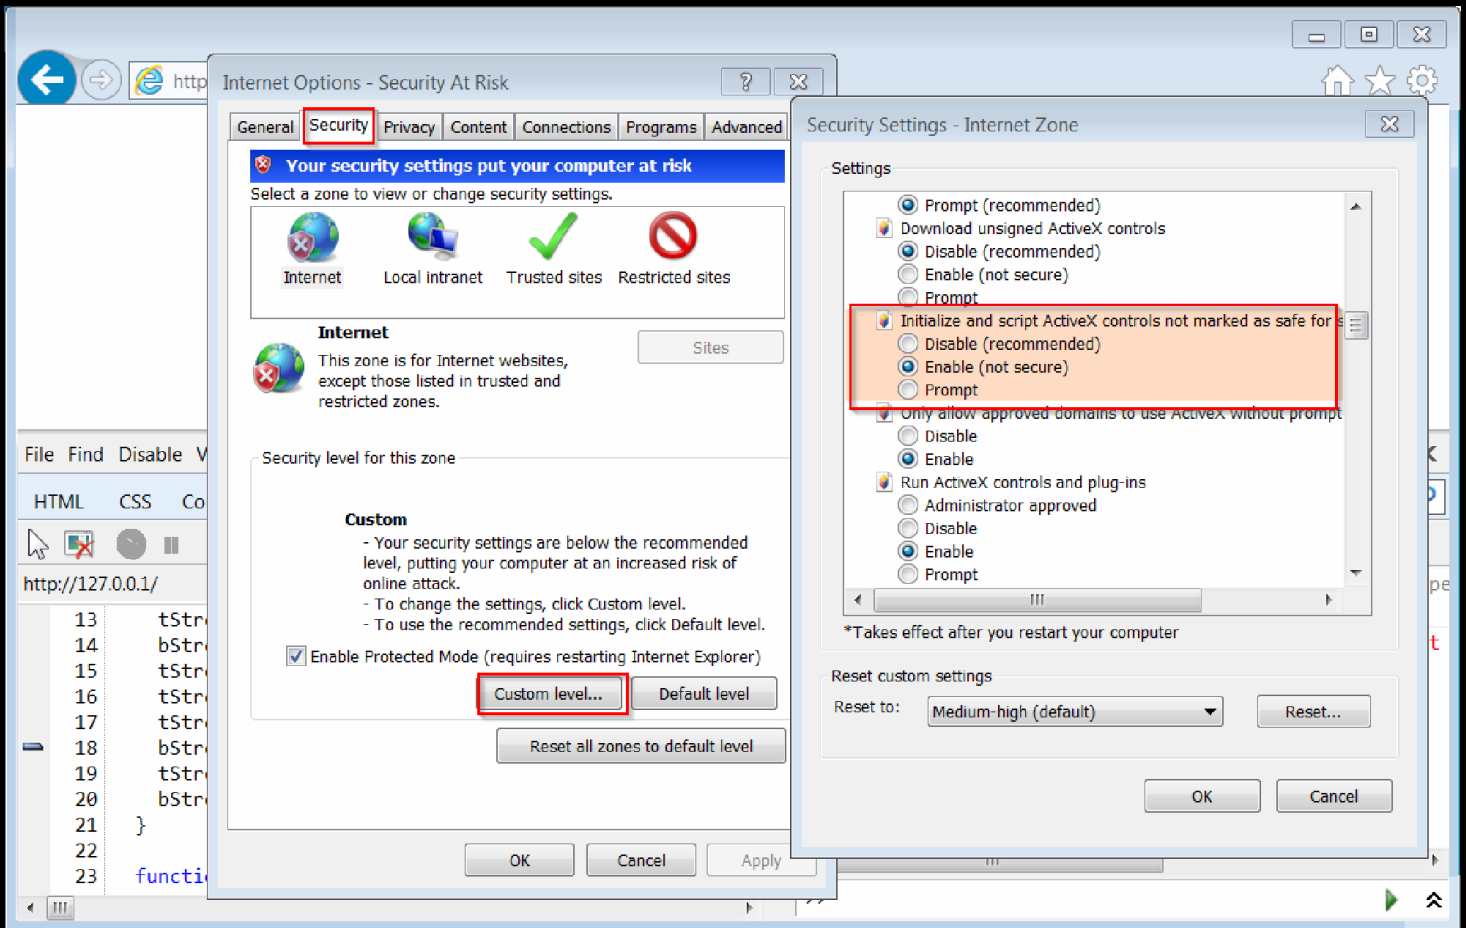 http
Internet Options - Security At Risk
General Security Privacy Content Connections Programs Advanced
Your security settings put your computer at risk
Select a zone to view or change security settings.
Internet Local intranet Trusted sites Restricted sites
Internet
Sites
This zone is for Internet websites,
except those listed in trusted and
restricted zones.
Security level for this zone
Custom
- Your security settings are below the recommended
level, putting your computer at an increased risk of
online attack.
- To change the settings, click Custom level.
- To use the recommended settings, click Default level.
Enable Protected Mode (requires restarting Internet Explorer)
Custom level... Default level
Reset all zones to default level
OK Cancel Apply
Security Settings - Internet Zone
Settings
Prompt (recommended)
Download unsigned ActiveX controls
Disable (recommended)
Enable (not secure)
Prompt
Initialize and script ActiveX controls not marked as safe for s
Disable (recommended)
Enable (not secure)
Prompt
Only allow approved domains to use ActiveX without prompt
Disable
Enable
Run ActiveX controls and plug-ins
Administrator approved
Disable
Enable
Prompt
*Takes effect after you restart your computer
Reset custom settings
Reset to: Medium-high (default) Reset...
OK Cancel
File Find Disable V
HTML CSS Co
http://127.0.0.1/
13 tStr
14 bStr
15 tStr
16 tStr
17 tStr
18 bStr
19 tStr
20 bStr
21 }
22
23 functi
pe
t
>>